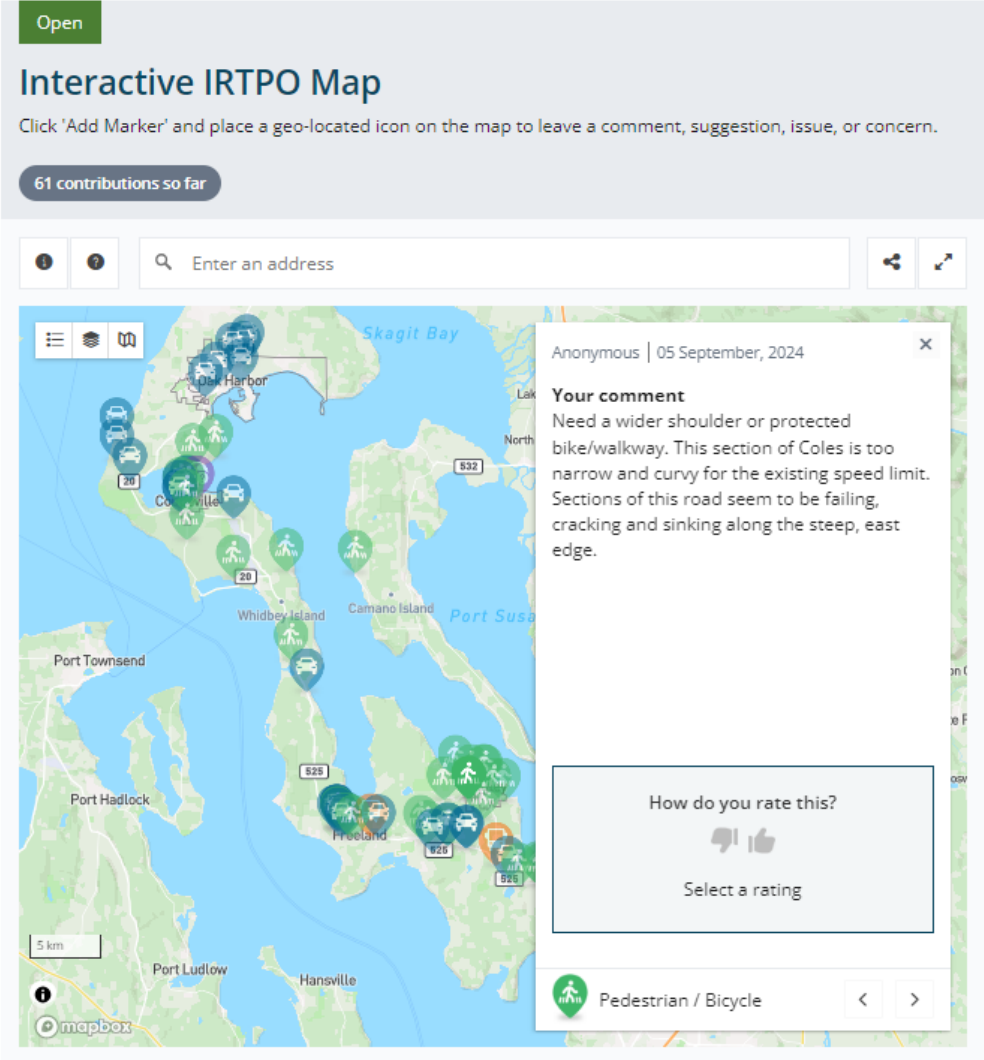 Open
Interactive IRTPO Map
Click 'Add Marker' and place a geo-located icon on the map to leave a comment, suggestion, issue, or concern.
61 contributions so far
Enter an address
Skagit Bay
Oak Harbor
Lak
North
532
20
20
Whidbey Island
Camano Island
Port Susa
Port Townsend
525
Port Hadlock
Freeland
525
525
5 km
Port Ludlow
Hansville
mapbox
Anonymous | 05 September, 2024
Your comment
Need a wider shoulder or protected
bike/walkway. This section of Coles is too
narrow and curvy for the existing speed limit.
Sections of this road seem to be failing,
cracking and sinking along the steep, east
edge.
How do you rate this?
Select a rating
Pedestrian / Bicycle